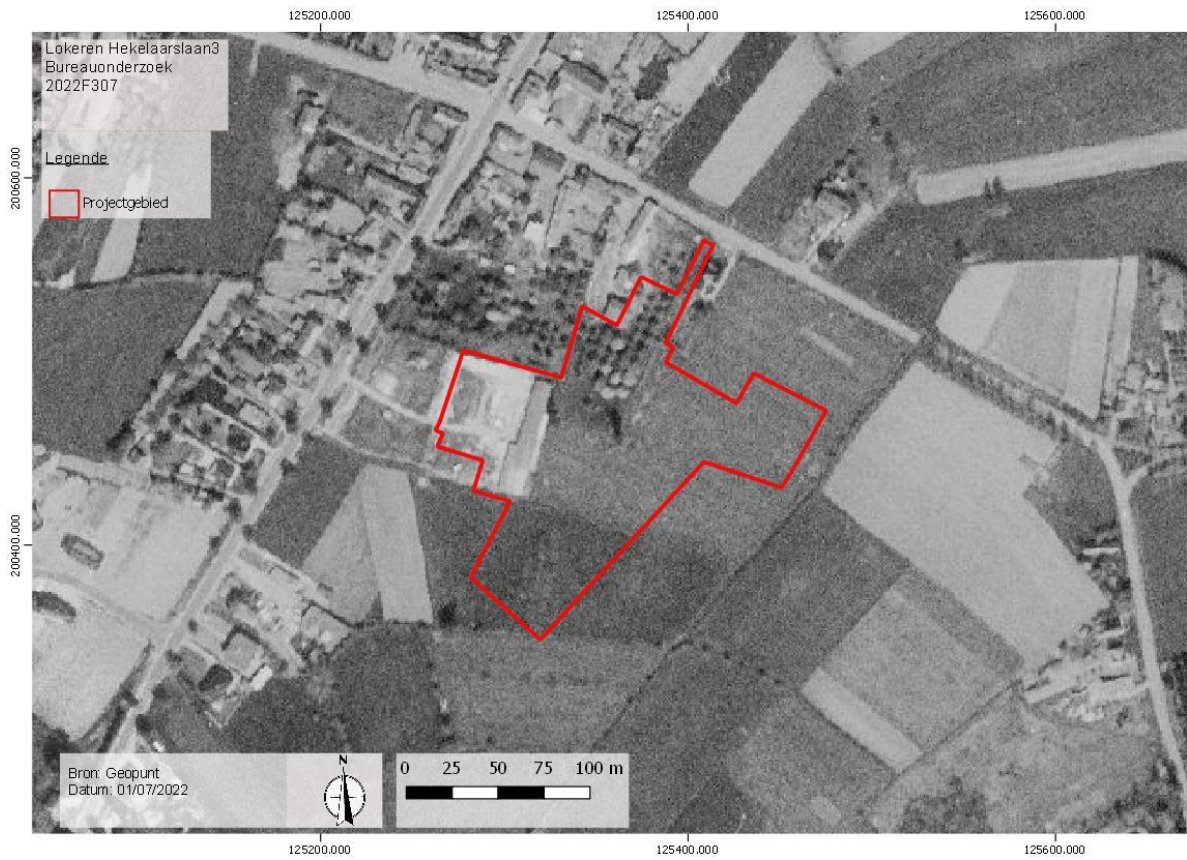 125200.000 125400.000 125600.000
Lokeren Hekelaarslaan3
Bureauonderzoek
2022F307
Legende
Projectgebied
200600.000
200400.000
Bron: Geopunt
Datum: 01/07/2022
N
0 25 50 75 100 m
125200.000 125400.000 125600.000